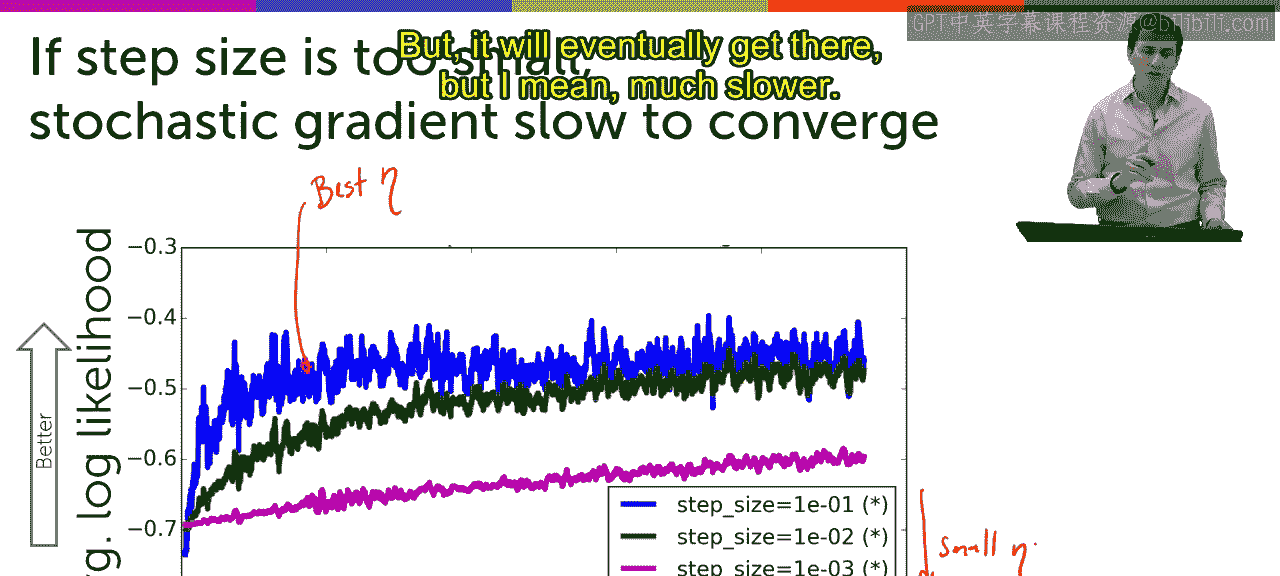 GPT中英字幕课程资源@bilibili.com
But, it will eventually get there,
but I mean, much slower.
If step size is too small,
stochastic gradient slow to converge
Best η
Better
g. log likelihood
-0.3
-0.4
-0.5
-0.6
-0.7
step_size=1e-01 (*)
step_size=1e-02 (*)
step_size=1e-03 (*)
small η